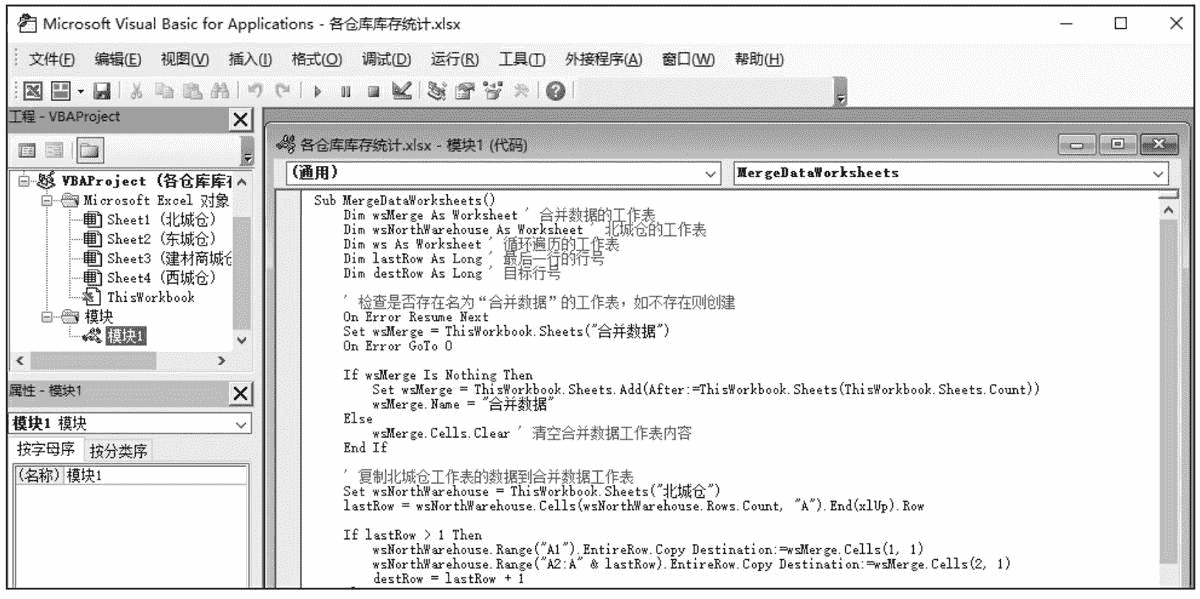 Microsoft Visual Basic for Applications - 各仓库库存统计.xlsx
文件(F) 编辑(E) 视图(V) 插入(I) 格式(O) 调试(D) 运行(R) 工具(T) 外接程序(A) 窗口(W) 帮助(H)
工程 - VBAProject
VBAProject (各仓库库存
Microsoft Excel 对象
Sheet1 (北城仓)
Sheet2 (东城仓)
Sheet3 (建材商城仓
Sheet4 (西城仓)
ThisWorkbook
模块
模块1
属性 - 模块1
模块1 模块
按字母序 按分类序
(名称) 模块1
各仓库库存统计.xlsx - 模块1 (代码)
(通用) MergeDataWorksheets
Sub MergeDataWorksheets()
Dim wsMerge As Worksheet ' 合并数据的工作表
Dim wsNorthWarehouse As Worksheet ' 北城仓的工作表
Dim ws As Worksheet ' 循环遍历的工作表
Dim lastRow As Long ' 最后一行的行号
Dim destRow As Long ' 目标行号
' 检查是否存在名为“合并数据”的工作表，如不存在则创建
On Error Resume Next
Set wsMerge = ThisWorkbook.Sheets("合并数据")
On Error GoTo 0
If wsMerge Is Nothing Then
Set wsMerge = ThisWorkbook.Sheets.Add(After:=ThisWorkbook.Sheets(ThisWorkbook.Sheets.Count))
wsMerge.Name = "合并数据"
Else
wsMerge.Cells.Clear ' 清空合并数据工作表内容
End If
' 复制北城仓工作表的数据到合并数据工作表
Set wsNorthWarehouse = ThisWorkbook.Sheets("北城仓")
lastRow = wsNorthWarehouse.Cells(wsNorthWarehouse.Rows.Count, "A").End(xlUp).Row
If lastRow > 1 Then
wsNorthWarehouse.Range("A1").EntireRow.Copy Destination:=wsMerge.Cells(1, 1)
wsNorthWarehouse.Range("A2:A" & lastRow).EntireRow.Copy Destination:=wsMerge.Cells(2, 1)
destRow = lastRow + 1